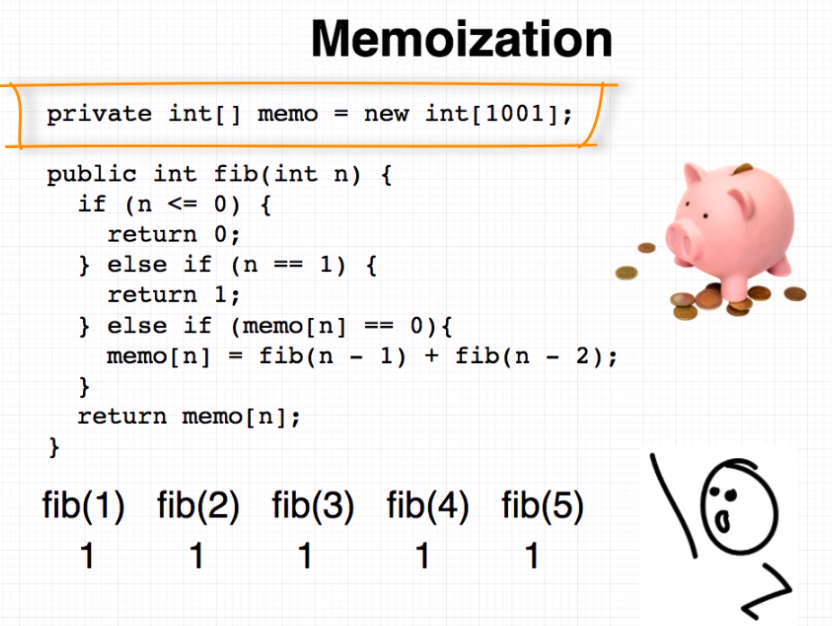 Memoization
private int[] memo = new int[1001];
public int fib(int n) {
if (n <= 0) {
return 0;
} else if (n == 1) {
return 1;
} else if (memo[n] == 0){
memo[n] = fib(n - 1) + fib(n - 2);
}
return memo[n];
}
fib(1) fib(2) fib(3) fib(4) fib(5)
1 1 1 1 1